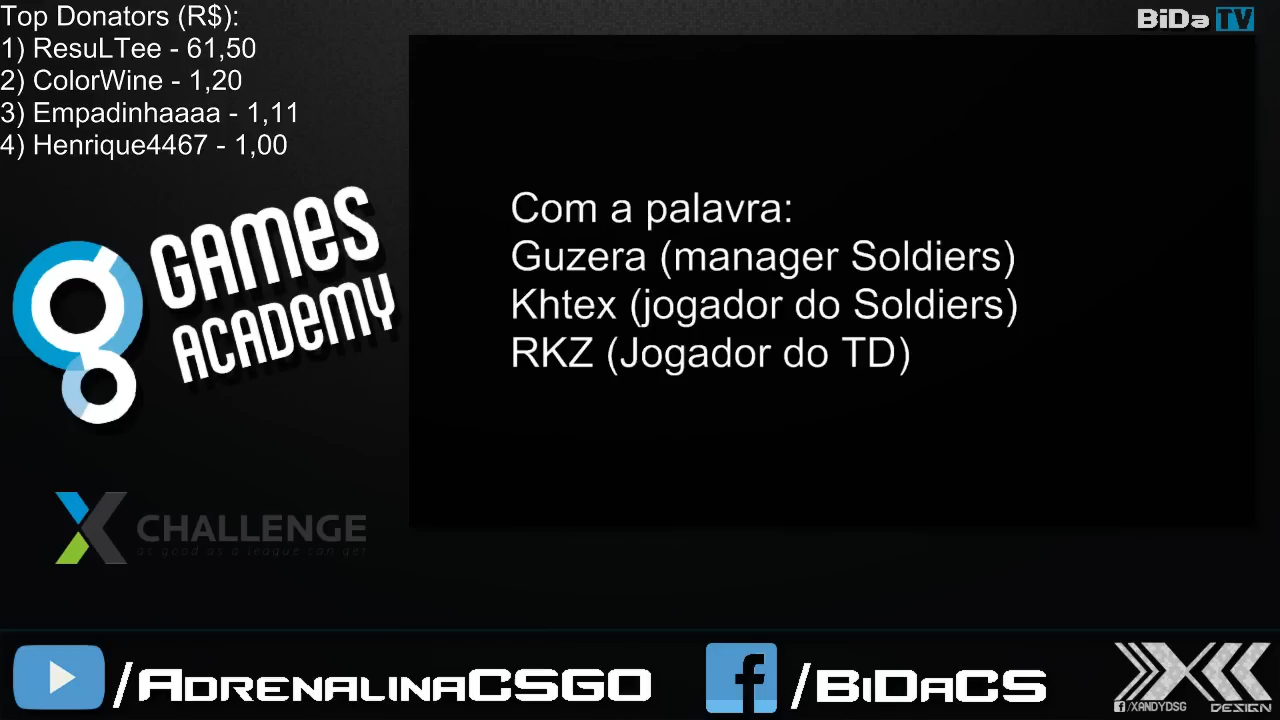 Top Donators (R$):
1) ResuLTee - 61,50
2) ColorWine - 1,20
3) Empadinhaaaa - 1,11
4) Henrique4467 - 1,00
BiDa TV
GAMES
ACADEMY
Com a palavra:
Guzera (manager Soldiers)
Khtex (jogador do Soldiers)
RKZ (Jogador do TD)
X CHALLENGE
as good as a league can get
/ADRENALINACSGO
/BIDACS
/XANDYDSG DESIGN